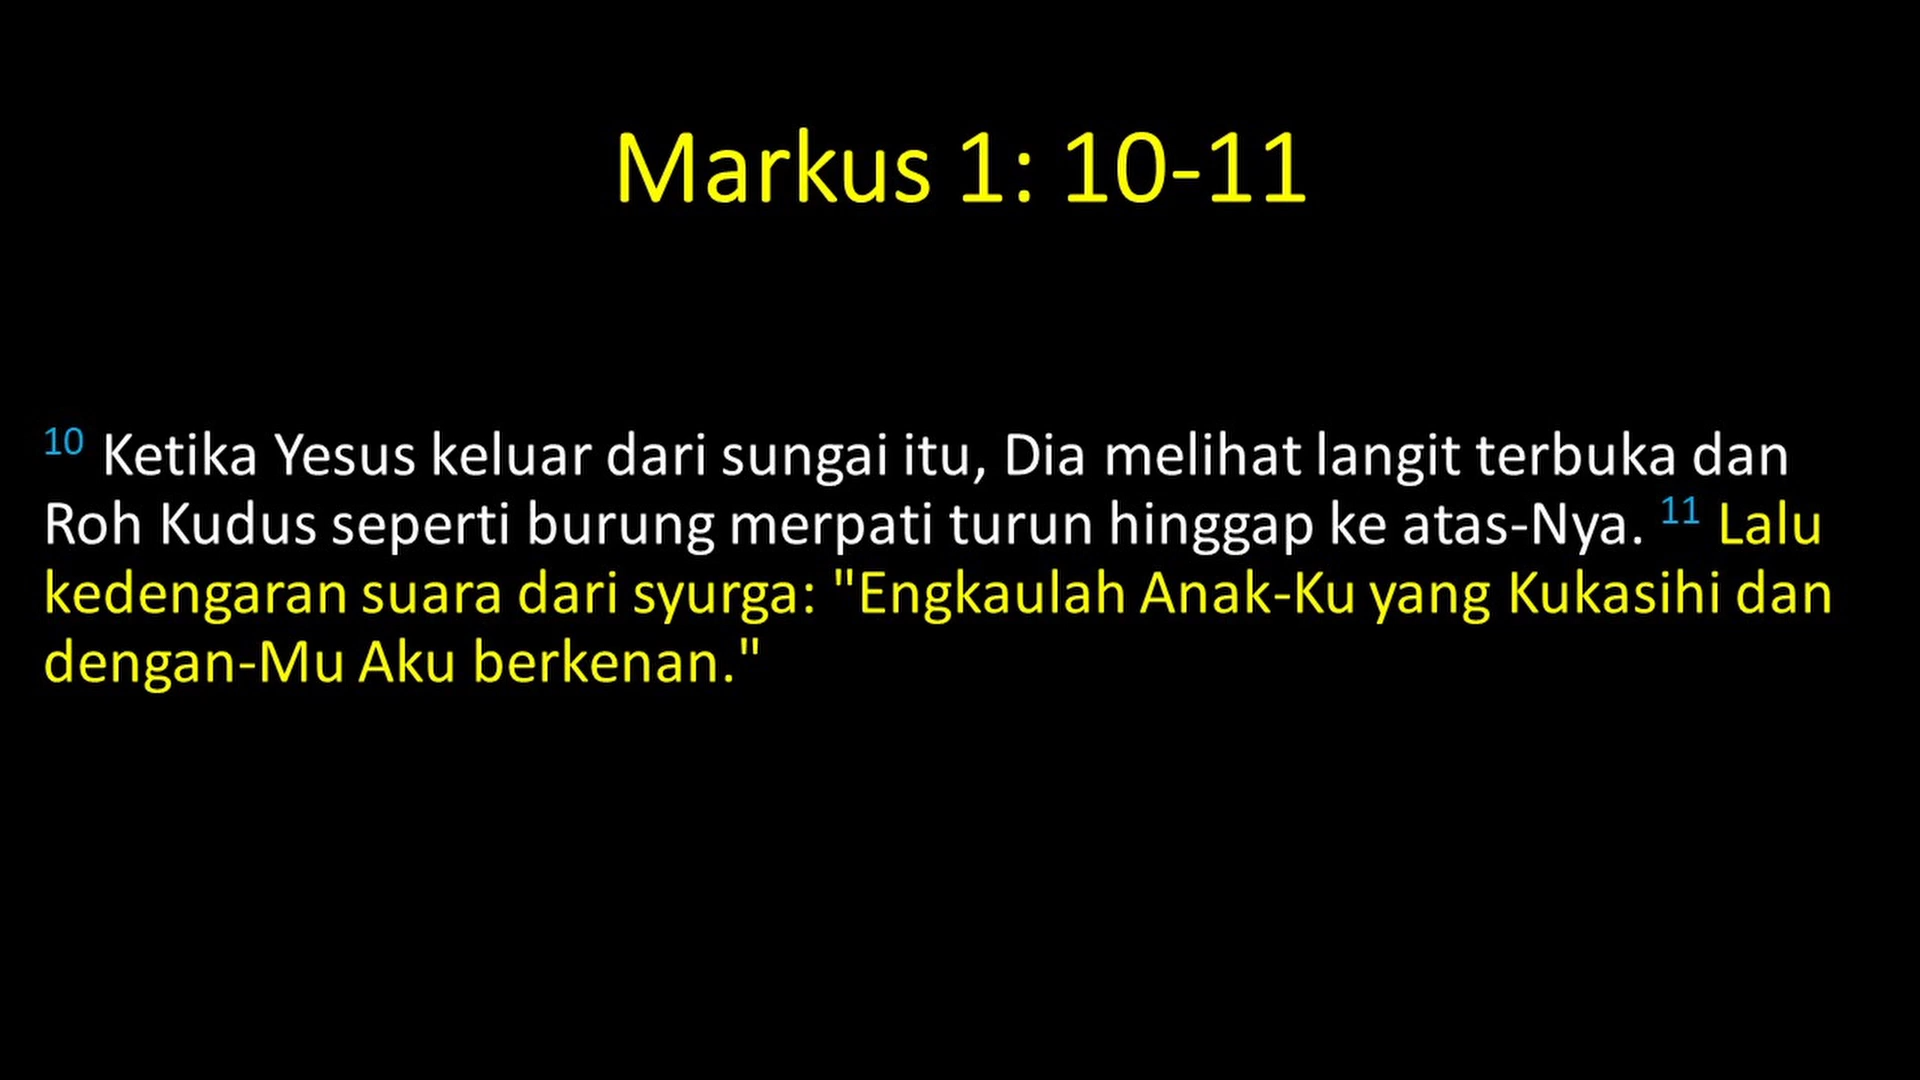 Markus 1: 10-11
10 Ketika Yesus keluar dari sungai itu, Dia melihat langit terbuka dan
Roh Kudus seperti burung merpati turun hinggap ke atas-Nya. 11 Lalu
kedengaran suara dari syurga: "Engkaulah Anak-Ku yang Kukasihi dan
dengan-Mu Aku berkenan."